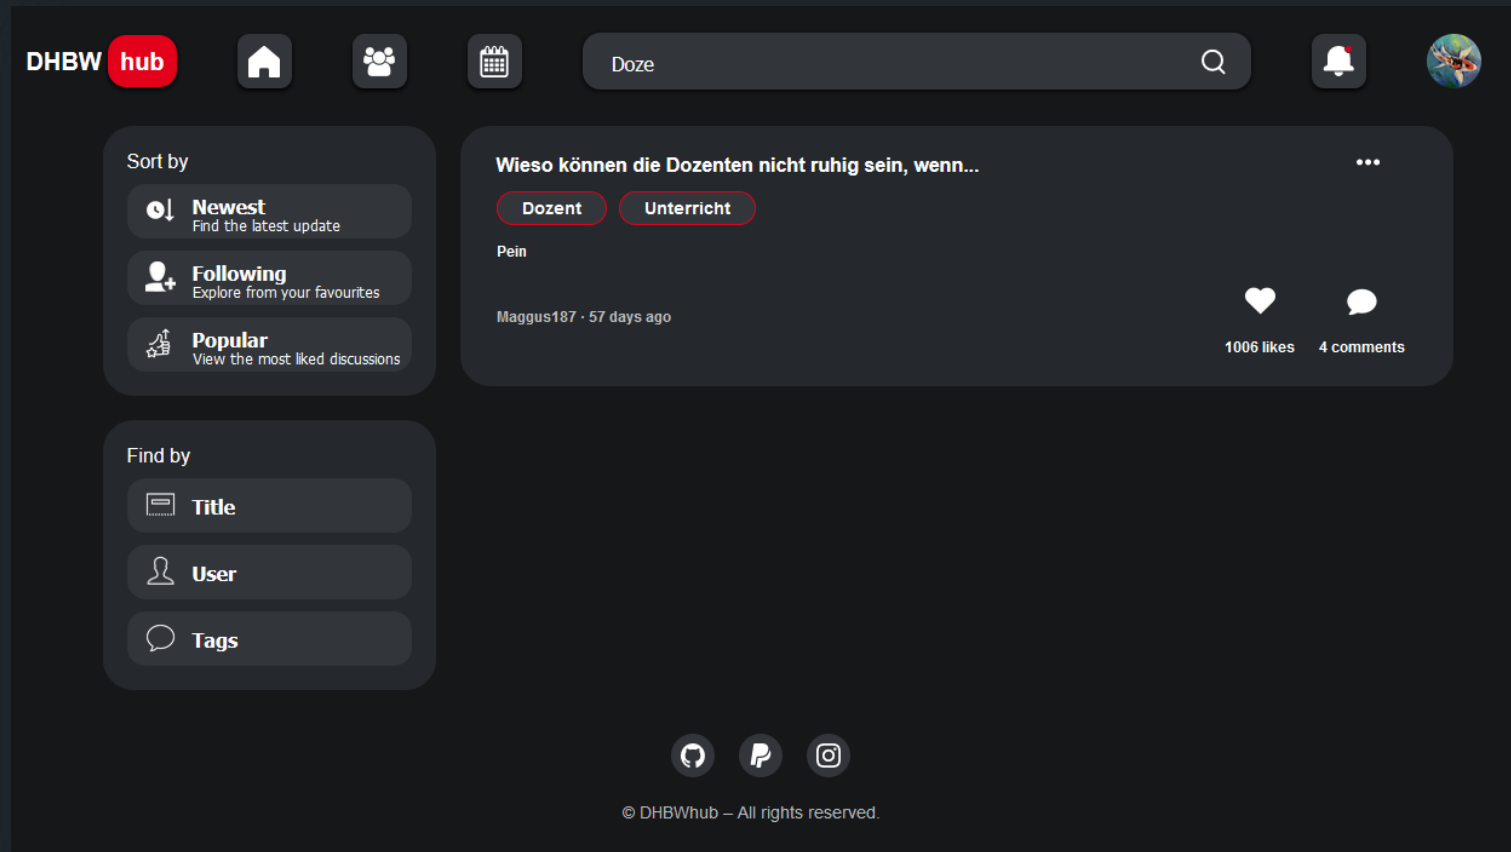 DHBW hub
Doze
Sort by
Newest
Find the latest update
Following
Explore from your favourites
Popular
View the most liked discussions
Find by
Title
User
Tags
Wieso können die Dozenten nicht ruhig sein, wenn...
Dozent Unterricht
Pein
Maggus187 · 57 days ago
1006 likes 4 comments
© DHBWhub – All rights reserved.